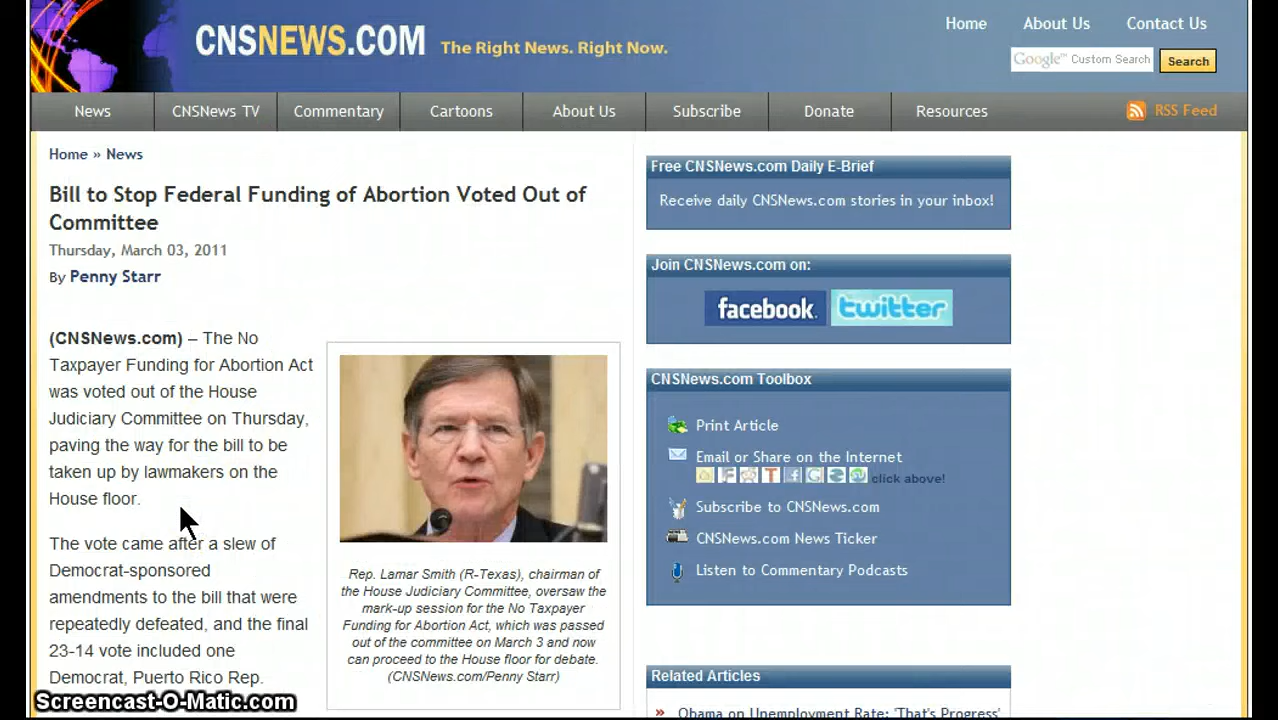 CNSNEWS.COM The Right News. Right Now.
Home About Us Contact Us
Google™ Custom Search Search
News CNSNews TV Commentary Cartoons About Us Subscribe Donate Resources RSS Feed
Home » News
Bill to Stop Federal Funding of Abortion Voted Out of
Committee
Thursday, March 03, 2011
By Penny Starr
(CNSNews.com) – The No
Taxpayer Funding for Abortion Act
was voted out of the House
Judiciary Committee on Thursday,
paving the way for the bill to be
taken up by lawmakers on the
House floor.
The vote came after a slew of
Democrat-sponsored
amendments to the bill that were
repeatedly defeated, and the final
23-14 vote included one
Democrat, Puerto Rico Rep.
Rep. Lamar Smith (R-Texas), chairman of
the House Judiciary Committee, oversaw the
mark-up session for the No Taxpayer
Funding for Abortion Act, which was passed
out of the committee on March 3 and now
can proceed to the House floor for debate.
(CNSNews.com/Penny Starr)
Free CNSNews.com Daily E-Brief
Receive daily CNSNews.com stories in your inbox!
Join CNSNews.com on:
facebook. twitter
CNSNews.com Toolbox
Print Article
Email or Share on the Internet
click above!
Subscribe to CNSNews.com
CNSNews.com News Ticker
Listen to Commentary Podcasts
Related Articles
» Obama on Unemployment Rate: 'That's Progress'
Screencast-O-Matic.com